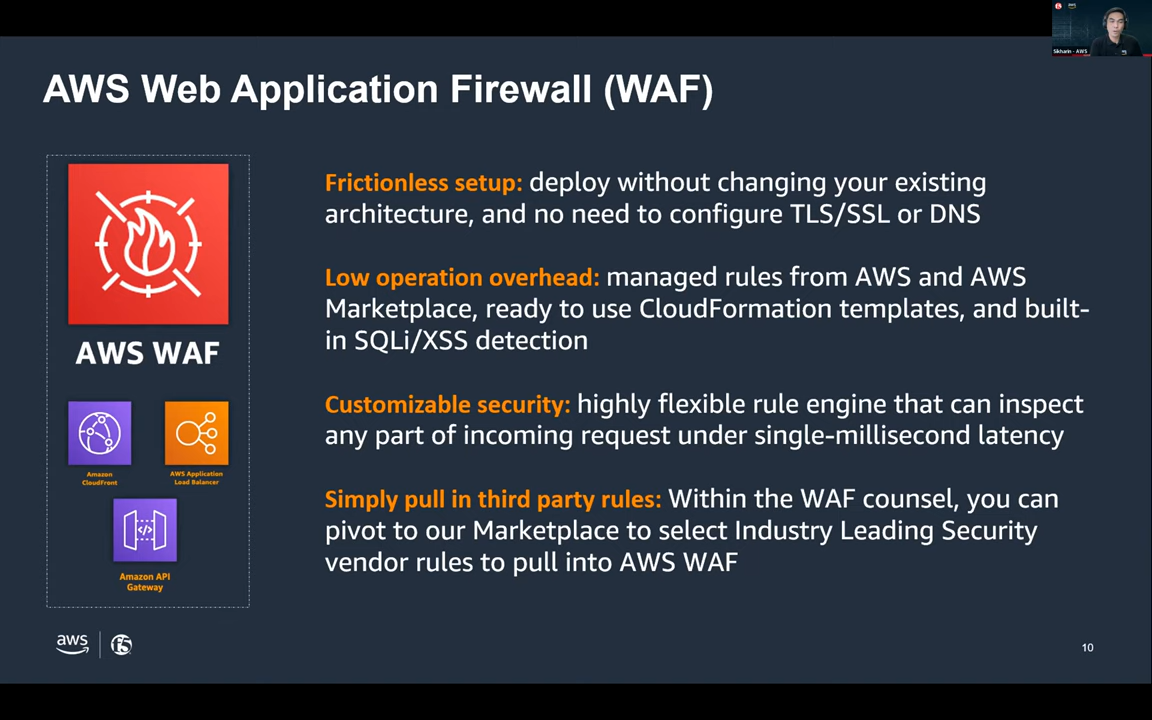 Sikharin - AWS
AWS Web Application Firewall (WAF)
AWS WAF
Amazon
CloudFront
AWS Application
Load Balancer
Amazon API
Gateway
Frictionless setup: deploy without changing your existing
architecture, and no need to configure TLS/SSL or DNS
Low operation overhead: managed rules from AWS and AWS
Marketplace, ready to use CloudFormation templates, and built-
in SQLi/XSS detection
Customizable security: highly flexible rule engine that can inspect
any part of incoming request under single-millisecond latency
Simply pull in third party rules: Within the WAF counsel, you can
pivot to our Marketplace to select Industry Leading Security
vendor rules to pull into AWS WAF
aws
f5
10